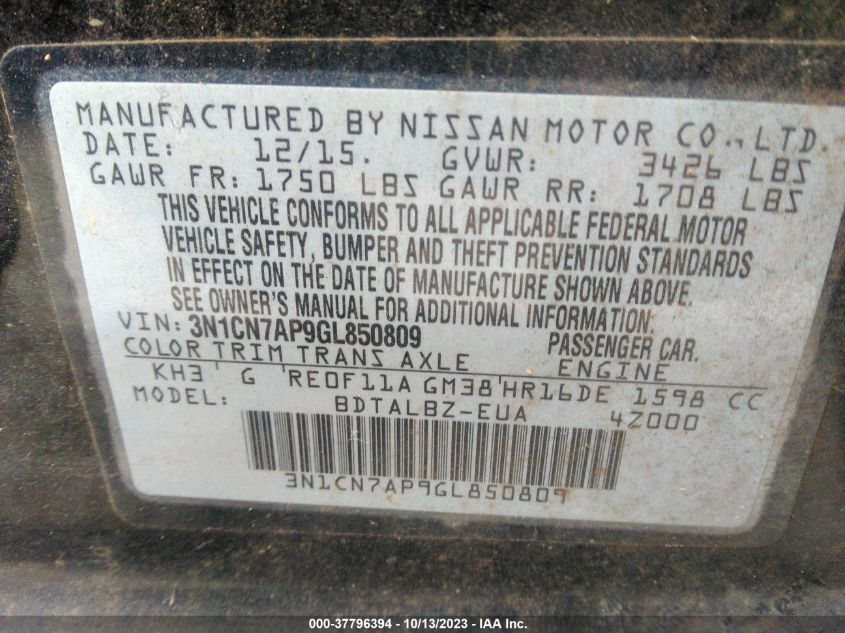 MANUFACTURED BY NISSAN MOTOR CO., LTD.
DATE: 12/15. GVWR: 3426 LBS
GAWR FR: 1750 LBS GAWR RR: 1708 LBS
THIS VEHICLE CONFORMS TO ALL APPLICABLE FEDERAL MOTOR
VEHICLE SAFETY, BUMPER AND THEFT PREVENTION STANDARDS
IN EFFECT ON THE DATE OF MANUFACTURE SHOWN ABOVE.
SEE OWNER'S MANUAL FOR ADDITIONAL INFORMATION.
VIN: 3N1CN7AP9GL850809 PASSENGER CAR.
COLOR TRIM TRANS AXLE ENGINE
KH3 G RE0F11A GM38 HR16DE 1598 CC
BDTALBZ-EUA 4Z000
3N1CN7AP9GL850809
000-37796394 - 10/13/2023 - IAA Inc.